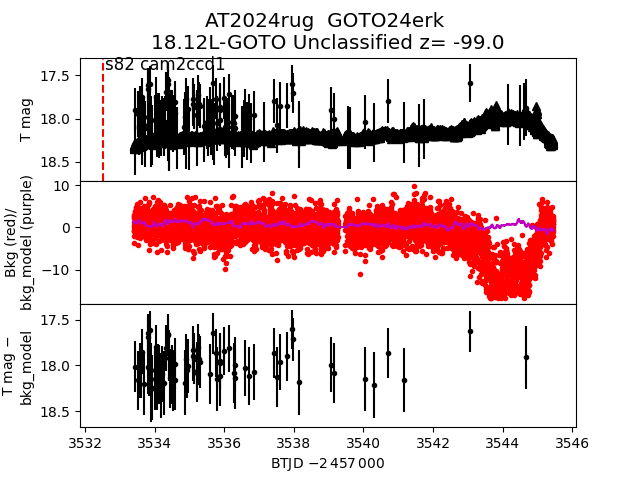 AT2024rug  GOTO24erk
18.12L-GOTO Unclassified z= -99.0
s82 cam2ccd1
17.5
18.0
18.5
T mag
10
0
−10
Bkg (red)/
bkg_model (purple)
17.5
18.0
18.5
T mag −
bkg_model
3532
3534
3536
3538
3540
3542
3544
3546
BTJD −2 457 000